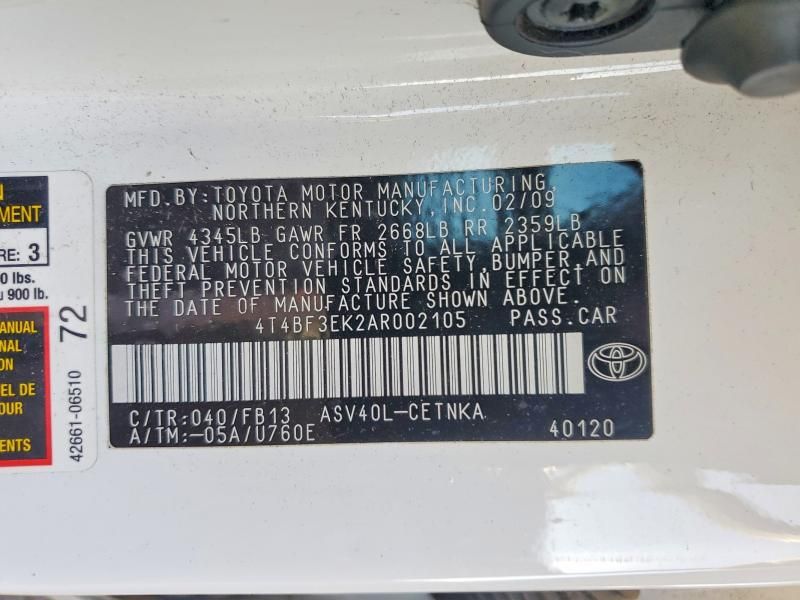 MFD.BY:TOYOTA MOTOR MANUFACTURING,
NORTHERN KENTUCKY,INC.02/09
GVWR 4345LB GAWR FR 2668LB RR 2359LB
THIS VEHICLE CONFORMS TO ALL APPLICABLE
FEDERAL MOTOR VEHICLE SAFETY,BUMPER AND
THEFT PREVENTION STANDARDS IN EFFECT ON
THE DATE OF MANUFACTURE SHOWN ABOVE.
4T4BF3EK2AR002105 PASS.CAR
C/TR:040/FB13 ASV40L-CETNKA
A/TM:-05A/U760E 40120
N
EMENT
RE: 3
0 lbs.
900 lb.
ANUAL
NAL
ON
EL DE
OUR
ENTS
42661-06510 72